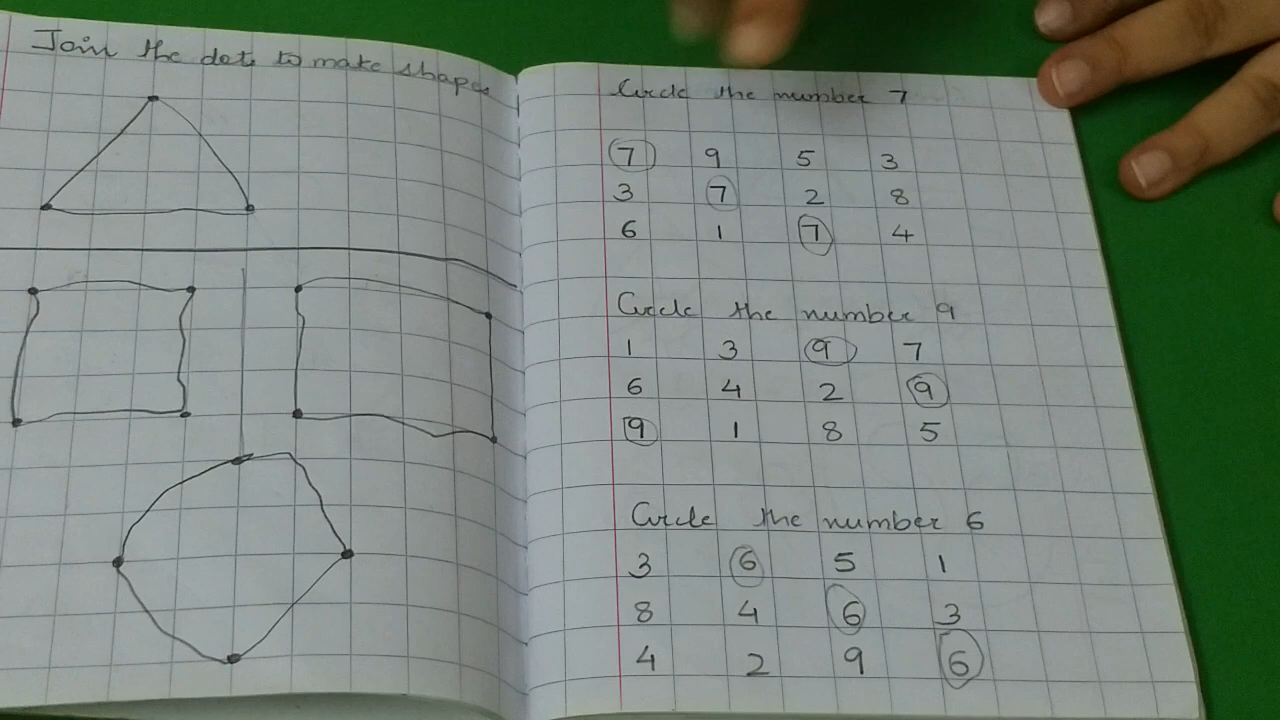 Join the dots to make shapes
Circle the number 7
7 9 5 3
3 7 2 8
6 1 7 4
Circle the number 9
1 3 9 7
6 4 2 9
9 1 8 5
Circle the number 6
3 6 5 1
8 4 6 3
4 2 9 6